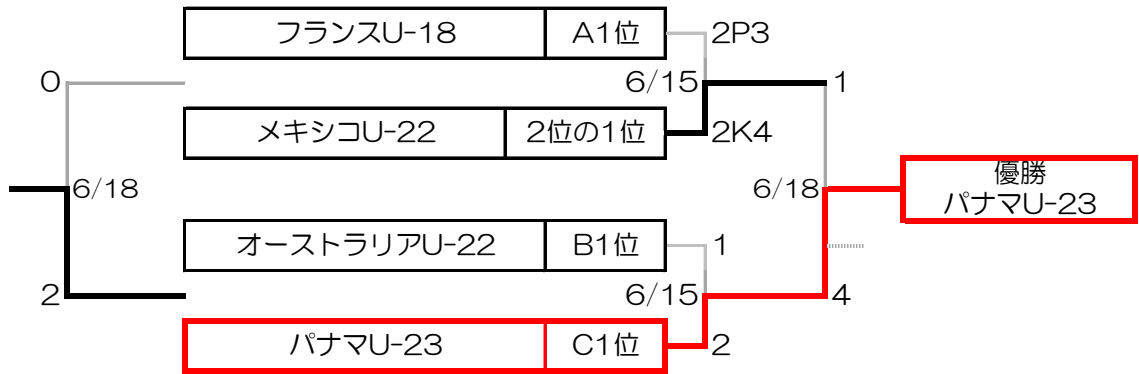 フランスU-18 A1位 2P3
0 6/15 1
メキシコU-22 2位の1位 2K4
6/18 6/18 優勝
パナマU-23
オーストラリアU-22 B1位 1
2 6/15 4
パナマU-23 C1位 2